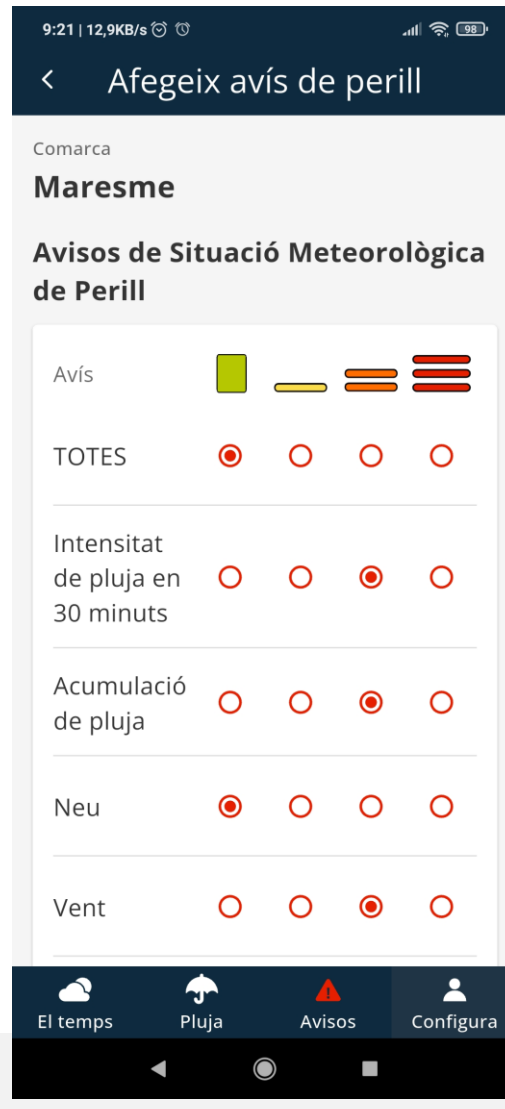 9:21 | 12,9KB/s
98
Afegeix avís de perill
Comarca
Maresme
Avisos de Situació Meteorològica
de Perill
Avís
TOTES
Intensitat
de pluja en
30 minuts
Acumulació
de pluja
Neu
Vent
El temps
Pluja
Avisos
Configura